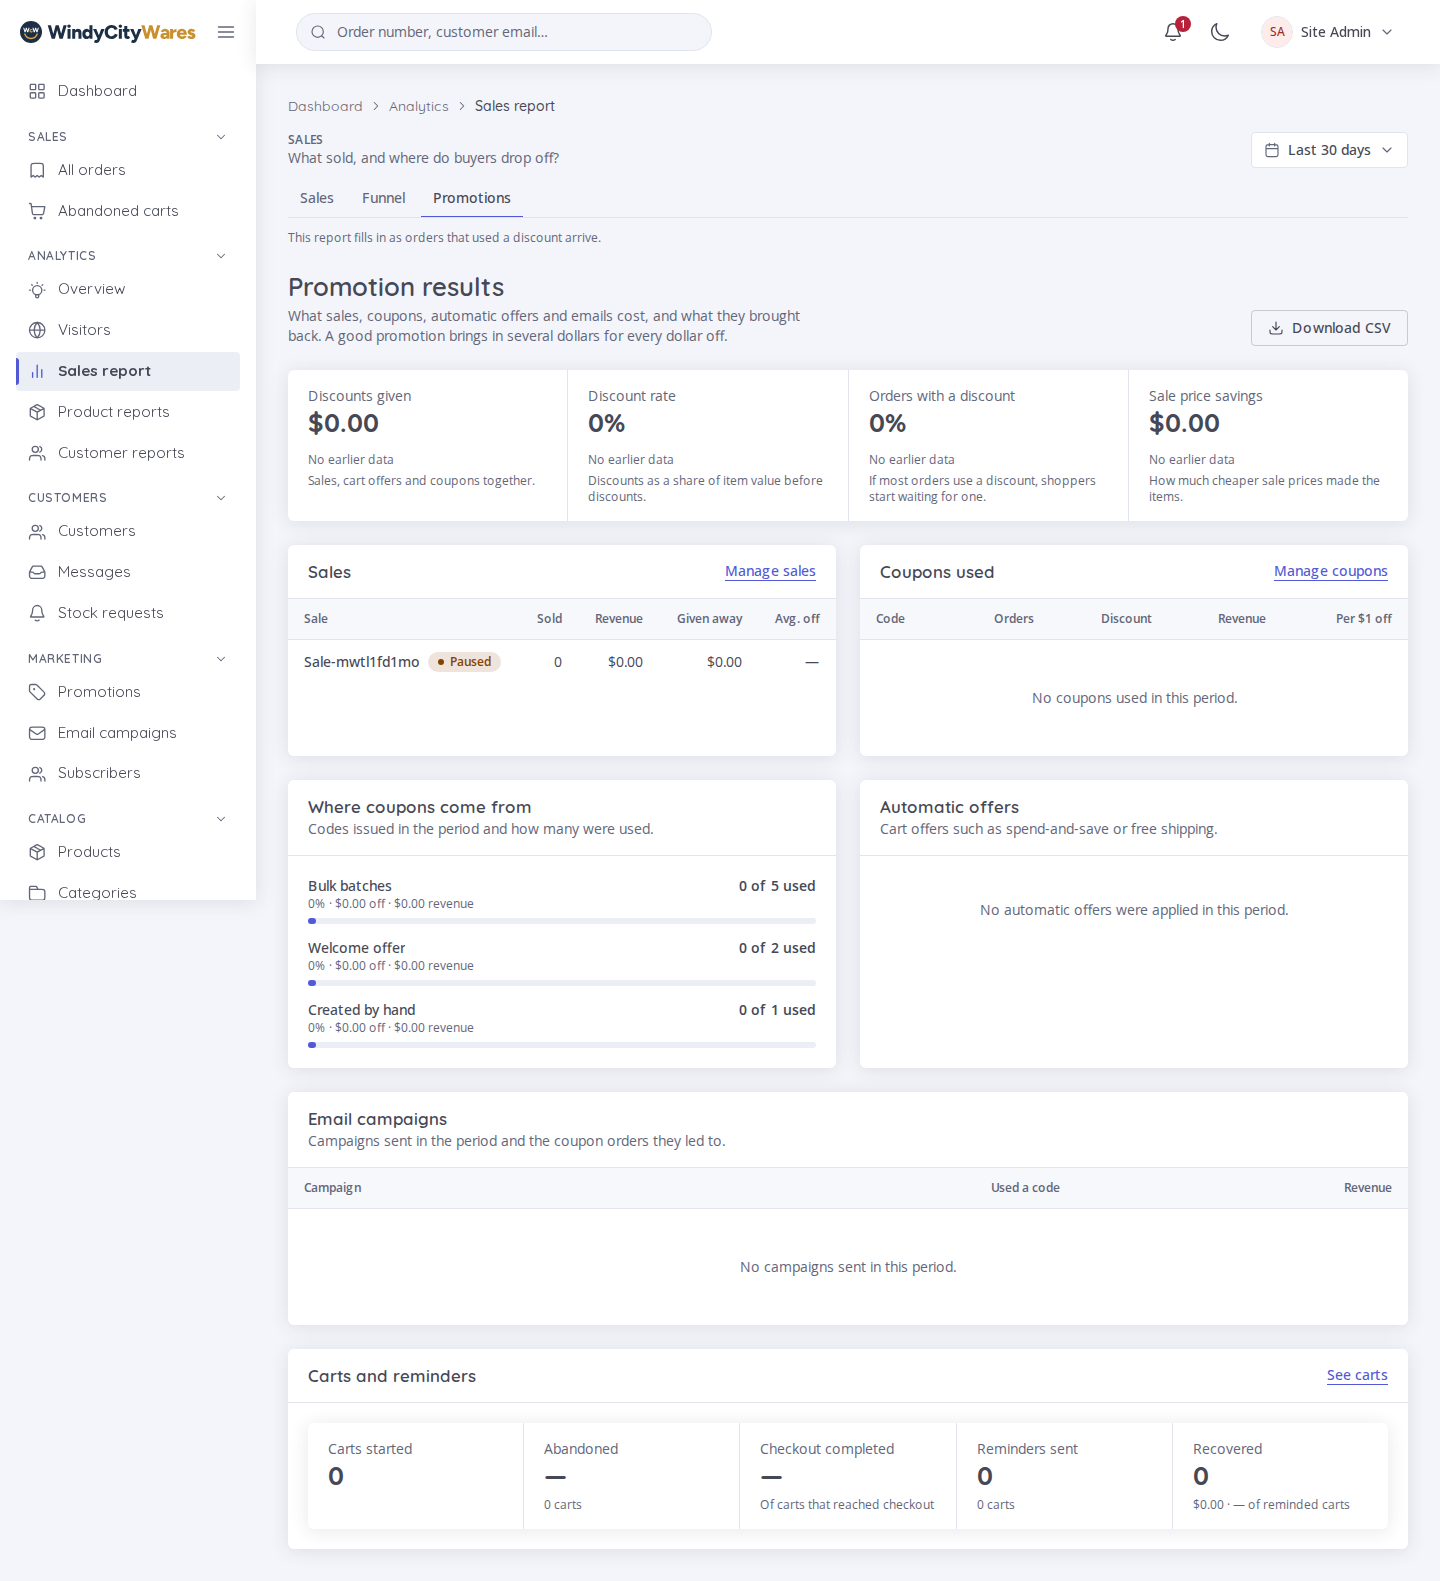 WindyCityWares
Order number, customer email...
1
SA
Site Admin
Dashboard
SALES
All orders
Abandoned carts
ANALYTICS
Overview
Visitors
Sales report
Product reports
Customer reports
CUSTOMERS
Customers
Messages
Stock requests
MARKETING
Promotions
Email campaigns
Subscribers
CATALOG
Products
Categories
Dashboard > Analytics > Sales report
SALES
What sold, and where do buyers drop off?
Last 30 days
Sales Funnel Promotions
This report fills in as orders that used a discount arrive.
Promotion results
What sales, coupons, automatic offers and emails cost, and what they brought
back. A good promotion brings in several dollars for every dollar off.
Download CSV
Discounts given
$0.00
No earlier data
Sales, cart offers and coupons together.
Discount rate
0%
No earlier data
Discounts as a share of item value before
discounts.
Orders with a discount
0%
No earlier data
If most orders use a discount, shoppers
start waiting for one.
Sale price savings
$0.00
No earlier data
How much cheaper sale prices made the
items.
Sales Manage sales
Sale Sold Revenue Given away Avg. off
Sale-mwtl1fd1mo Paused 0 $0.00 $0.00 —
Coupons used Manage coupons
Code Orders Discount Revenue Per $1 off
No coupons used in this period.
Where coupons come from
Codes issued in the period and how many were used.
Bulk batches 0 of 5 used
0% · $0.00 off · $0.00 revenue
Welcome offer 0 of 2 used
0% · $0.00 off · $0.00 revenue
Created by hand 0 of 1 used
0% · $0.00 off · $0.00 revenue
Automatic offers
Cart offers such as spend-and-save or free shipping.
No automatic offers were applied in this period.
Email campaigns
Campaigns sent in the period and the coupon orders they led to.
Campaign Used a code Revenue
No campaigns sent in this period.
Carts and reminders See carts
Carts started
0
Abandoned
—
0 carts
Checkout completed
—
Of carts that reached checkout
Reminders sent
0
0 carts
Recovered
0
$0.00 · — of reminded carts